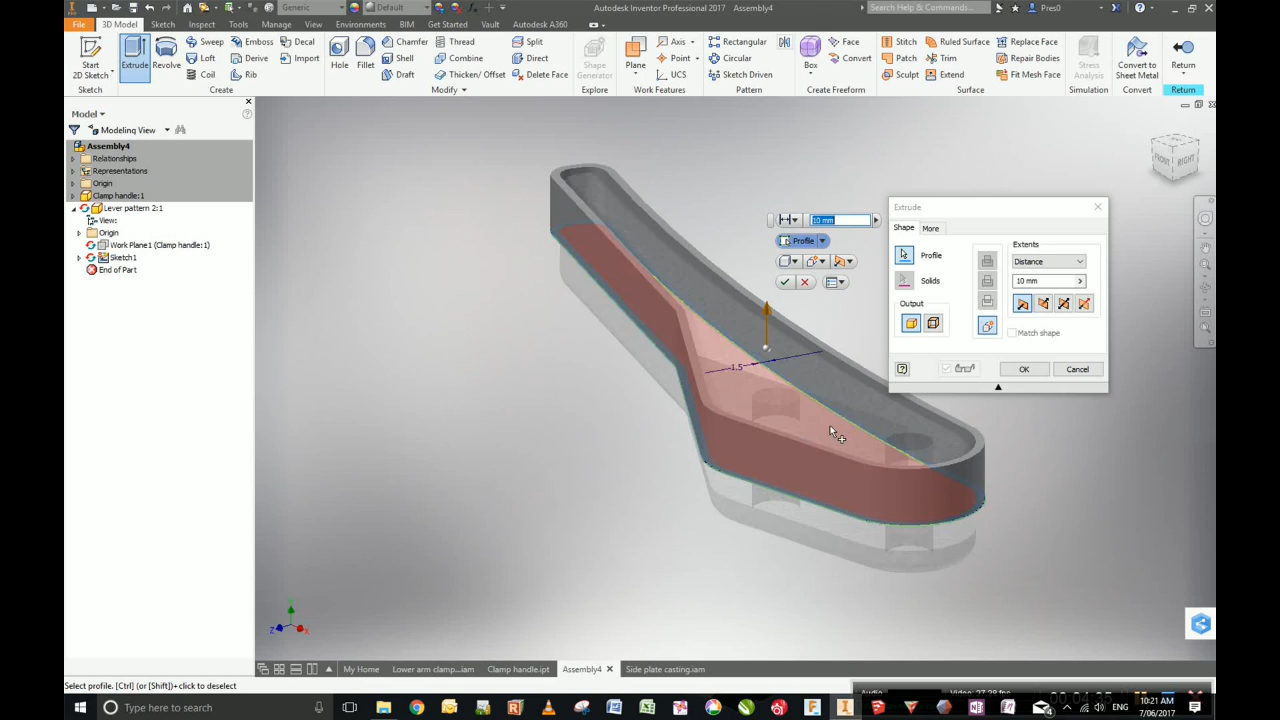 Generic
Default
Autodesk Inventor Professional 2017 Assembly4
Search Help & Commands...
Pres0
File
3D Model
Sketch
Inspect
Tools
Manage
View
Environments
BIM
Get Started
Vault
Autodesk A360
Start
2D Sketch
Extrude
Revolve
Sweep
Emboss
Decal
Loft
Derive
Import
Coil
Rib
Hole
Fillet
Chamfer
Thread
Split
Shell
Combine
Direct
Draft
Thicken/ Offset
Delete Face
Shape
Generator
Plane
Axis
Point
UCS
Rectangular
Circular
Sketch Driven
Box
Face
Convert
Stitch
Ruled Surface
Replace Face
Patch
Trim
Repair Bodies
Sculpt
Extend
Fit Mesh Face
Stress
Analysis
Convert to
Sheet Metal
Return
Sketch
Create
Modify
Explore
Work Features
Pattern
Create Freeform
Surface
Simulation
Convert
Return
Model
Modeling View
Assembly4
Relationships
Representations
Origin
Clamp handle:1
Lever pattern 2:1
View:
Origin
Work Plane1 (Clamp handle:1)
Sketch1
End of Part
FRONT
RIGHT
10 mm
Profile
-1.5
Extrude
Shape
More
Profile
Solids
Output
Extents
Distance
10 mm
Match shape
OK
Cancel
Z
X
My Home
Lower arm clamp....iam
Clamp handle.ipt
Assembly4
Side plate casting.iam
Select profile. [Ctrl] (or [Shift])+click to deselect
Type here to search
ENG
10:21 AM
7/06/2017